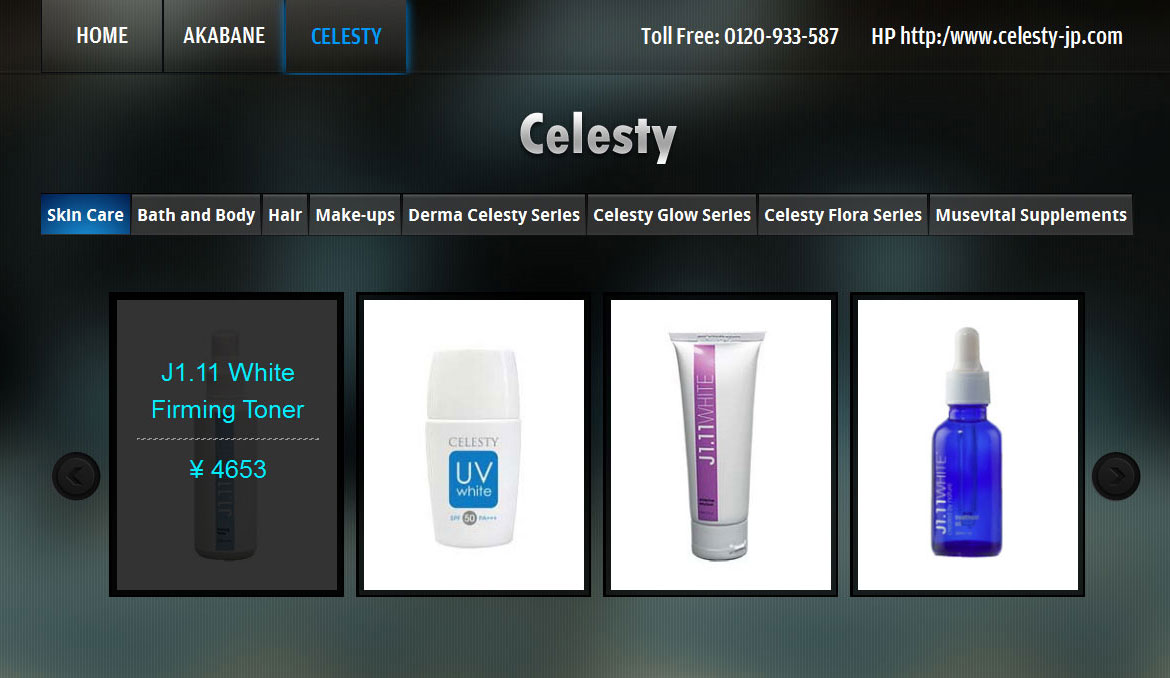 HOME AKABANE CELESTY Toll Free: 0120-933-587 HP http:/www.celesty-jp.com
Celesty
Skin Care Bath and Body Hair Make-ups Derma Celesty Series Celesty Glow Series Celesty Flora Series Musevital Supplements
J1.11 White
Firming Toner
¥ 4653
CELESTY
UV
white
SPF 50 PA+++
J1.11WHITE
J1.11WHITE